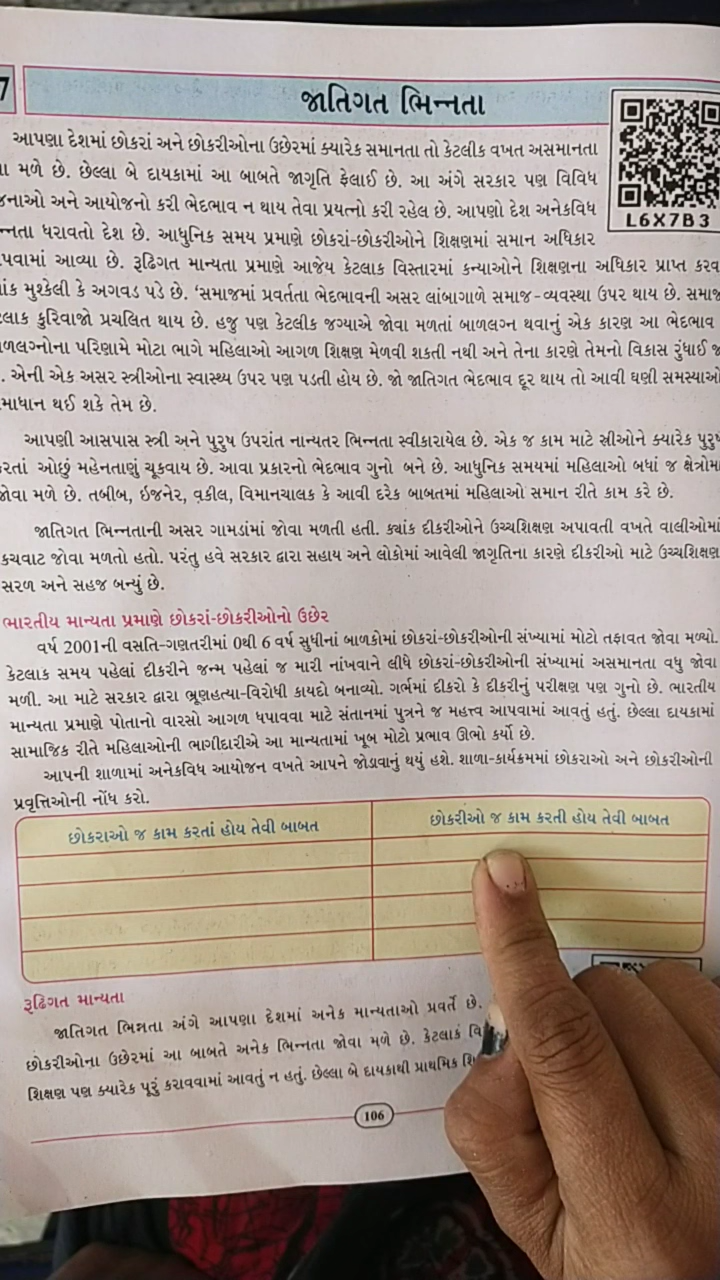 7
જાતિગત ભિન્નતા
L6X7B3
આપણા દેશમાં છોકરાં અને છોકરીઓના ઉછેરમાં ક્યારેક સમાનતા તો કેટલીક વખત અસમાનતા
મળે છે. છેલ્લા બે દાયકામાં આ બાબતે જાગૃતિ ફેલાઈ છે. આ અંગે સરકાર પણ વિવિધ
અને આયોજનો કરી ભેદભાવ ન થાય તેવા પ્રયત્નો કરી રહેલ છે. આપણો દેશ અનેકવિધ
ધરાવતો દેશ છે. આધુનિક સમય પ્રમાણે છોકરાં-છોકરીઓને શિક્ષણમાં સમાન અધિકાર
આવ્યા છે. રૂઢિગત માન્યતા પ્રમાણે આજેય કેટલાક વિસ્તારમાં કન્યાઓને શિક્ષણના અધિકાર પ્રાપ્ત
મુશ્કેલી કે અગવડ પડે છે. ‘સમાજમાં પ્રવર્તતા ભેદભાવની અસર લાંબાગાળે સમાજ-વ્યવસ્થા ઉપર થાય છે.
કુરિવાજો પ્રચલિત થાય છે. હજુ પણ કેટલીક જગ્યાએ જોવા મળતાં બાળલગ્ન થવાનું એક કારણ આ ભેદભાવ
પરિણામે મોટા ભાગે મહિલાઓ આગળ શિક્ષણ મેળવી શકતી નથી અને તેના કારણે તેમનો વિકાસ રુંધાઈ
એની એક અસર સ્ત્રીઓના સ્વાસ્થ્ય ઉપર પણ પડતી હોય છે. જો જાતિગત ભેદભાવ દૂર થાય તો આવી ઘણી સમસ્યાઓ
થઈ શકે તેમ છે.
આપણી આસપાસ સ્ત્રી અને પુરુષ ઉપરાંત નાન્યતર ભિન્નતા સ્વીકારાયેલ છે. એક જ કામ માટે સ્ત્રીઓને ક્યારેક પુરુષ
કરતાં ઓછું મહેનતાણું ચૂકવાય છે. આવા પ્રકારનો ભેદભાવ ગુનો બને છે. આધુનિક સમયમાં મહિલાઓ બધાં જ ક્ષેત્રોમાં
જોવા મળે છે. તબીબ, ઇજનેર, વકીલ, વિમાનચાલક કે આવી દરેક બાબતમાં મહિલાઓ સમાન રીતે કામ કરે છે.
જાતિગત ભિન્નતાની અસર ગામડાંમાં જોવા મળતી હતી. ક્યાંક દીકરીઓને ઉચ્ચશિક્ષણ અપાવતી વખતે વાલીઓમાં
કચવાટ જોવા મળતો હતો. પરંતુ હવે સરકાર દ્વારા સહાય અને લોકોમાં આવેલી જાગૃતિના કારણે દીકરીઓ માટે ઉચ્ચશિક્ષણ
સરળ અને સહજ બન્યું છે.
ભારતીય માન્યતા પ્રમાણે છોકરાં-છોકરીઓનો ઉછેર
વર્ષ 2001ની વસતિ-ગણતરીમાં 0થી 6 વર્ષ સુધીનાં બાળકોમાં છોકરાં-છોકરીઓની સંખ્યામાં મોટો તફાવત જોવા મળ્યો.
કેટલાક સમય પહેલાં દીકરીને જન્મ પહેલાં જ મારી નાંખવાને લીધે છોકરાં-છોકરીઓની સંખ્યામાં અસમાનતા વધુ જોવા
મળી. આ માટે સરકાર દ્વારા ભ્રૂણહત્યા-વિરોધી કાયદો બનાવ્યો. ગર્ભમાં દીકરો કે દીકરીનું પરીક્ષણ પણ ગુનો છે. ભારતીય
માન્યતા પ્રમાણે પોતાનો વારસો આગળ ધપાવવા માટે સંતાનમાં પુત્રને જ મહત્ત્વ આપવામાં આવતું હતું. છેલ્લા દાયકામાં
સામાજિક રીતે મહિલાઓની ભાગીદારીએ આ માન્યતામાં ખૂબ મોટો પ્રભાવ ઊભો કર્યો છે.
આપની શાળામાં અનેકવિધ આયોજન વખતે આપને જોડાવાનું થયું હશે. શાળા-કાર્યક્રમમાં છોકરાઓ અને છોકરીઓની
પ્રવૃત્તિઓની નોંધ કરો.
છોકરાઓ જ કામ કરતાં હોય તેવી બાબત
છોકરીઓ જ કામ કરતી હોય તેવી બાબત
રૂઢિગત માન્યતા
જાતિગત ભિન્નતા અંગે આપણા દેશમાં અનેક માન્યતાઓ પ્રવર્તે છે.
છોકરીઓના ઉછેરમાં આ બાબતે અનેક ભિન્નતા જોવા મળે છે. કેટલાકં
શિક્ષણ પણ ક્યારેક પૂરું કરાવવામાં આવતું ન હતું. છેલ્લા બે દાયકાથી પ્રાથમિક
106